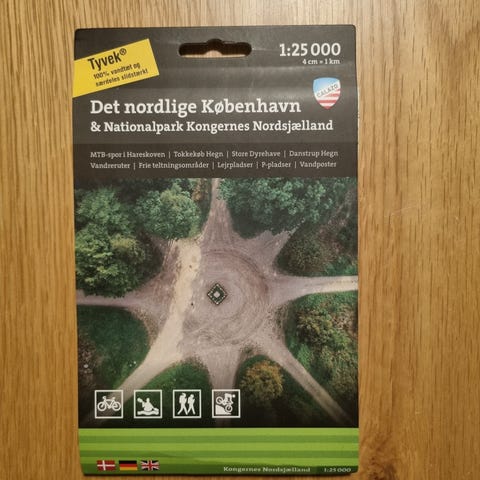 Tyvek®
100% vandtæt og
særdeles slidstærkt
1:25 000
4 cm = 1 km
CALAZO
Det nordlige København
& Nationalpark Kongernes Nordsjælland
MTB-spor i Hareskoven | Tokkekøb Hegn | Store Dyrehave | Danstrup Hegn
Vandreruter | Frie teltningsområder | Lejrpladser | P-pladser | Vandposter
Kongernes Nordsjælland 1:25 000